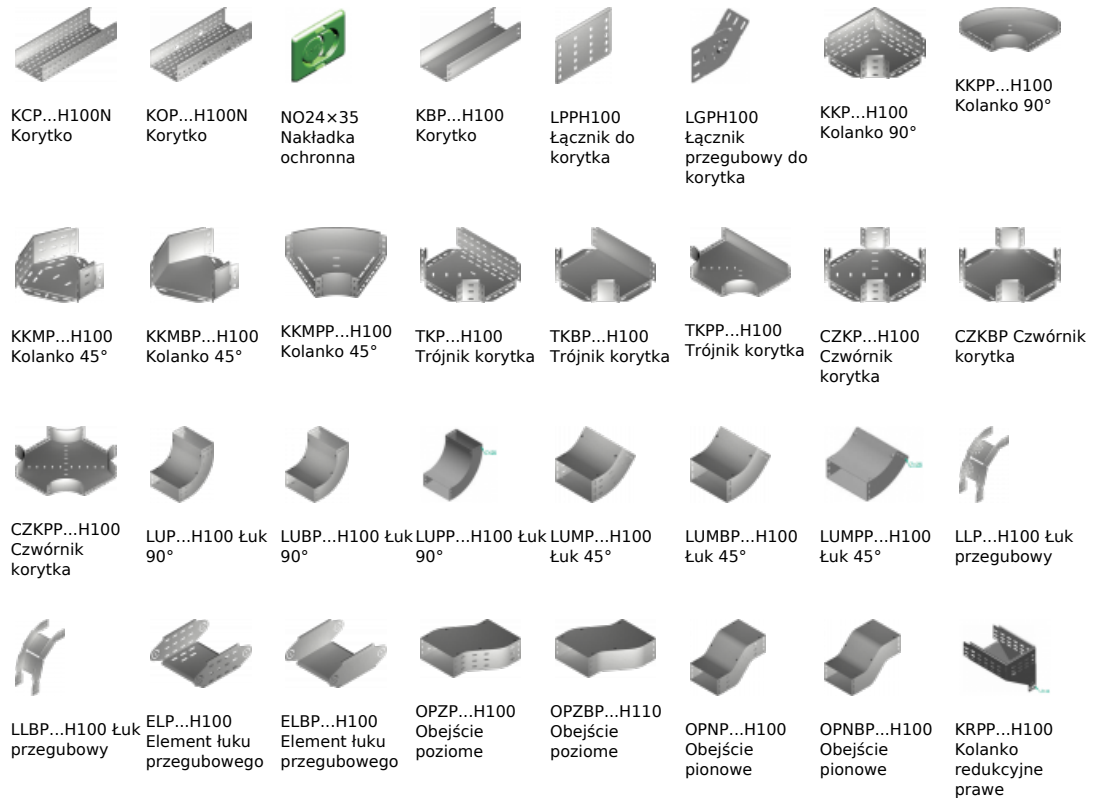 KCP...H100N
Korytko
KOP...H100N
Korytko
NO24×35
Nakładka
ochronna
KBP...H100
Korytko
LPPH100
Łącznik do
korytka
LGPH100
Łącznik
przegubowy do
korytka
KKP...H100
Kolanko 90°
KKPP...H100
Kolanko 90°
KKMP...H100
Kolanko 45°
KKMBP...H100
Kolanko 45°
KKMPP...H100
Kolanko 45°
TKP...H100
Trójnik korytka
TKBP...H100
Trójnik korytka
TKPP...H100
Trójnik korytka
CZKP...H100
Czwórnik
korytka
CZKBP Czwórnik
korytka
CZKPP...H100
Czwórnik
korytka
LUP...H100 Łuk
90°
LUBP...H100 Łuk
90°
LUPP...H100 Łuk
90°
LUMP...H100
Łuk 45°
LUMBP...H100
Łuk 45°
LUMPP...H100
Łuk 45°
LLP...H100 Łuk
przegubowy
LLBP...H100 Łuk
przegubowy
ELP...H100
Element łuku
przegubowego
ELBP...H100
Element łuku
przegubowego
OPZP...H100
Obejście
poziome
OPZBP...H110
Obejście
poziome
OPNP...H100
Obejście
pionowe
OPNBP...H100
Obejście
pionowe
KRPP...H100
Kolanko
redukcyjne
prawe